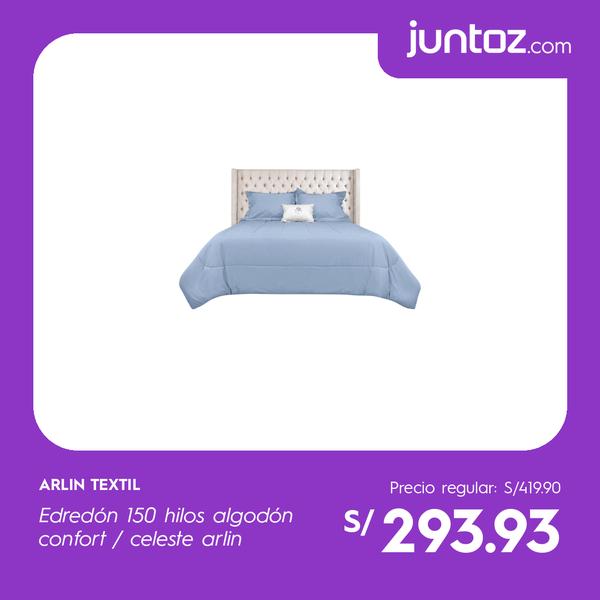 juntoz.com
ARLIN TEXTIL
Edredón 150 hilos algodón
confort / celeste arlin
Precio regular: S/419.90
S/293.93